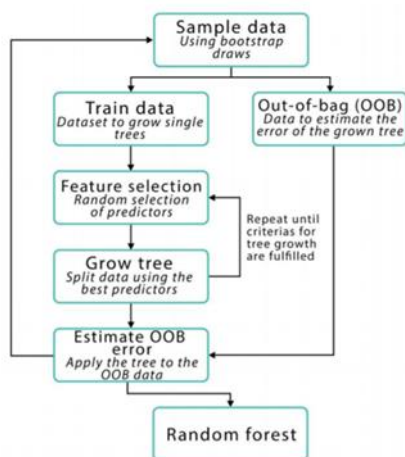 Sample data
Using bootstrap
draws
Train data
Dataset to grow single
trees
Out-of-bag (OOB)
Data to estimate the
error of the grown tree
Feature selection
Random selection
of predictors
Repeat until
criterias for
tree growth
are fulfilled
Grow tree
Split data using the
best predictors
Estimate OOB
error
Apply the tree to the
OOB data
Random forest